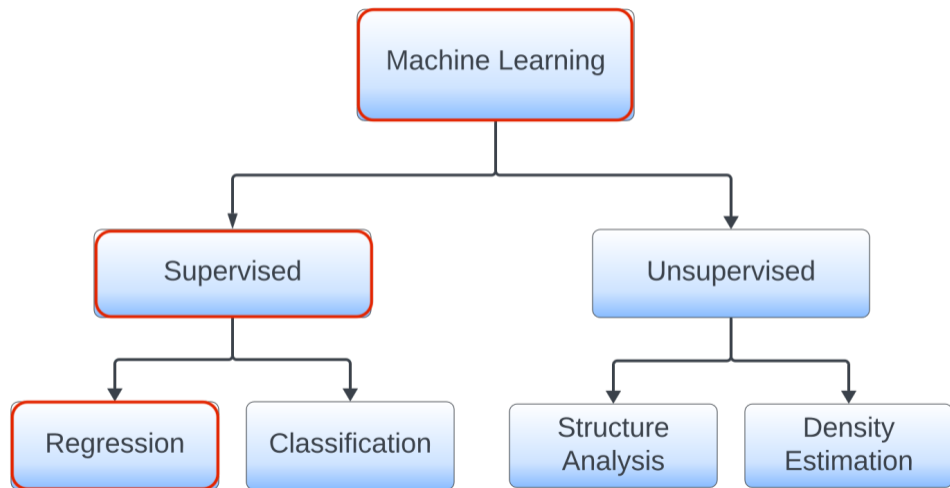 Machine Learning
Supervised
Unsupervised
Regression
Classification
Structure
Analysis
Density
Estimation